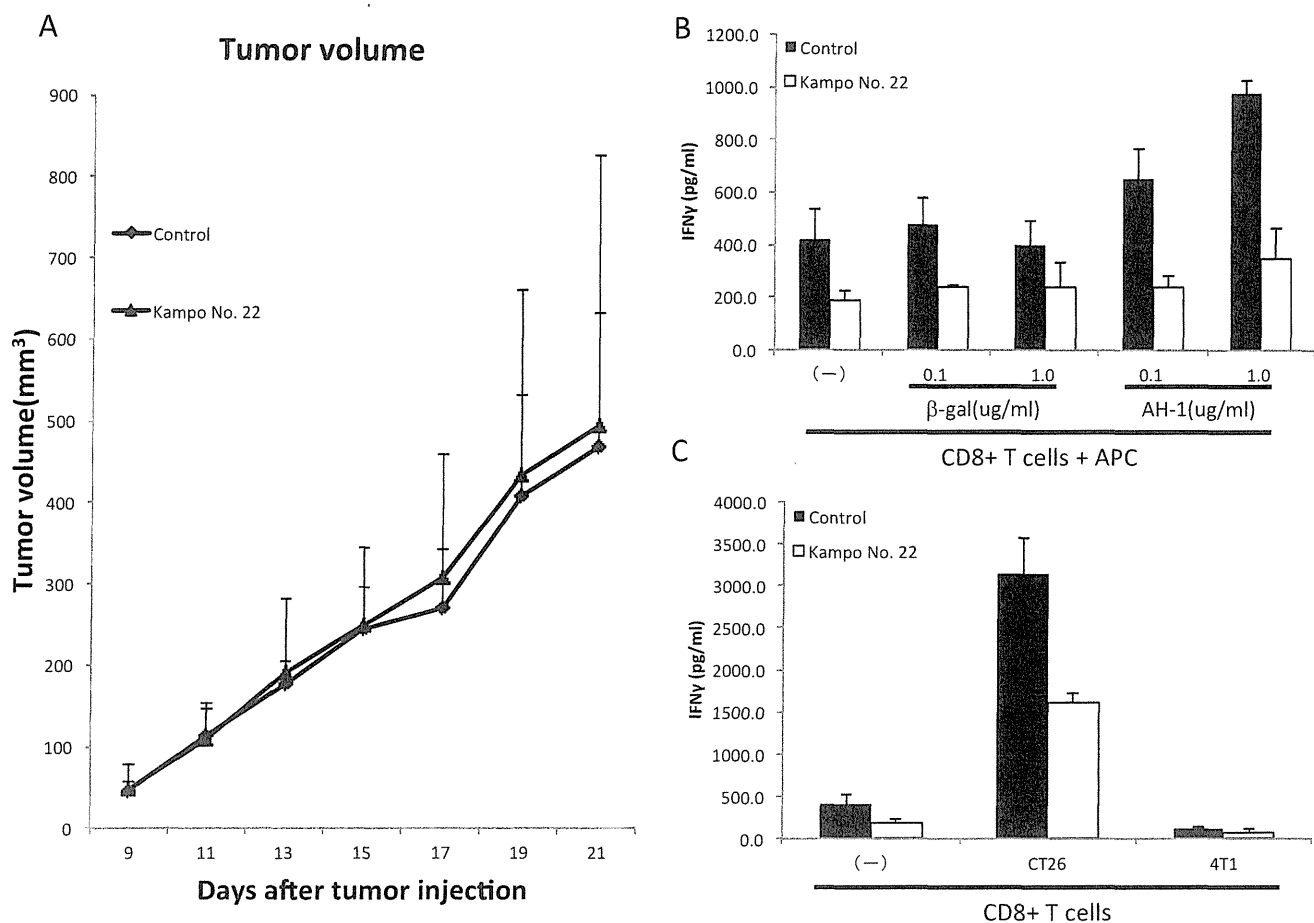 A
Tumor volume
900
800
700
600
500
400
300
200
100
0
Tumor volume(mm³)
Control
Kampo No. 22
9 11 13 15 17 19 21
Days after tumor injection
B
1200.0
1000.0
800.0
600.0
400.0
200.0
0.0
IFNγ (pg/ml)
Control
Kampo No. 22
(—) 0.1 1.0 0.1 1.0
β-gal(ug/ml) AH-1(ug/ml)
CD8+ T cells + APC
C
4000.0
3500.0
3000.0
2500.0
2000.0
1500.0
1000.0
500.0
0.0
IFNγ (pg/ml)
Control
Kampo No. 22
(—) CT26 4T1
CD8+ T cells